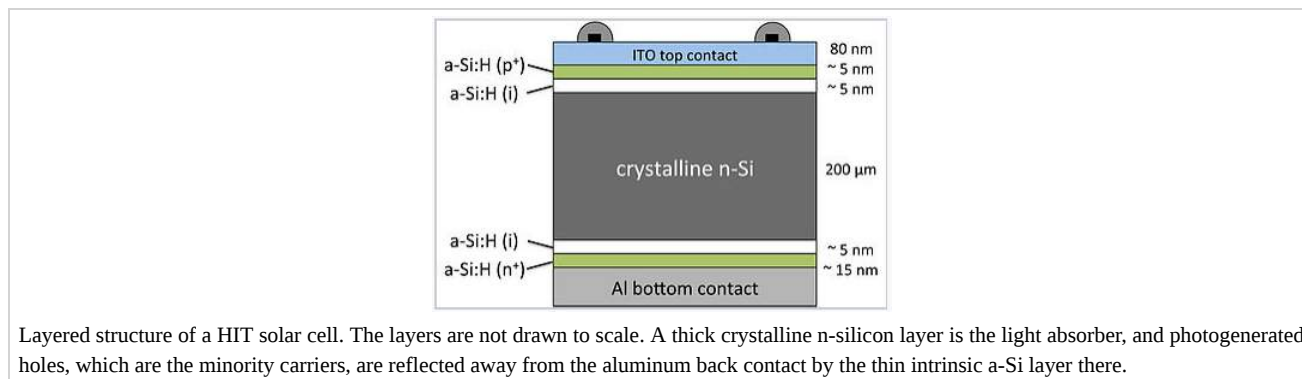 ITO top contact
80 nm
a-Si:H (p⁺)
~ 5 nm
a-Si:H (i)
~ 5 nm
crystalline n-Si
200 µm
a-Si:H (i)
~ 5 nm
a-Si:H (n⁺)
~ 15 nm
Al bottom contact
Layered structure of a HIT solar cell. The layers are not drawn to scale. A thick crystalline n-silicon layer is the light absorber, and photogenerated
holes, which are the minority carriers, are reflected away from the aluminum back contact by the thin intrinsic a-Si layer there.